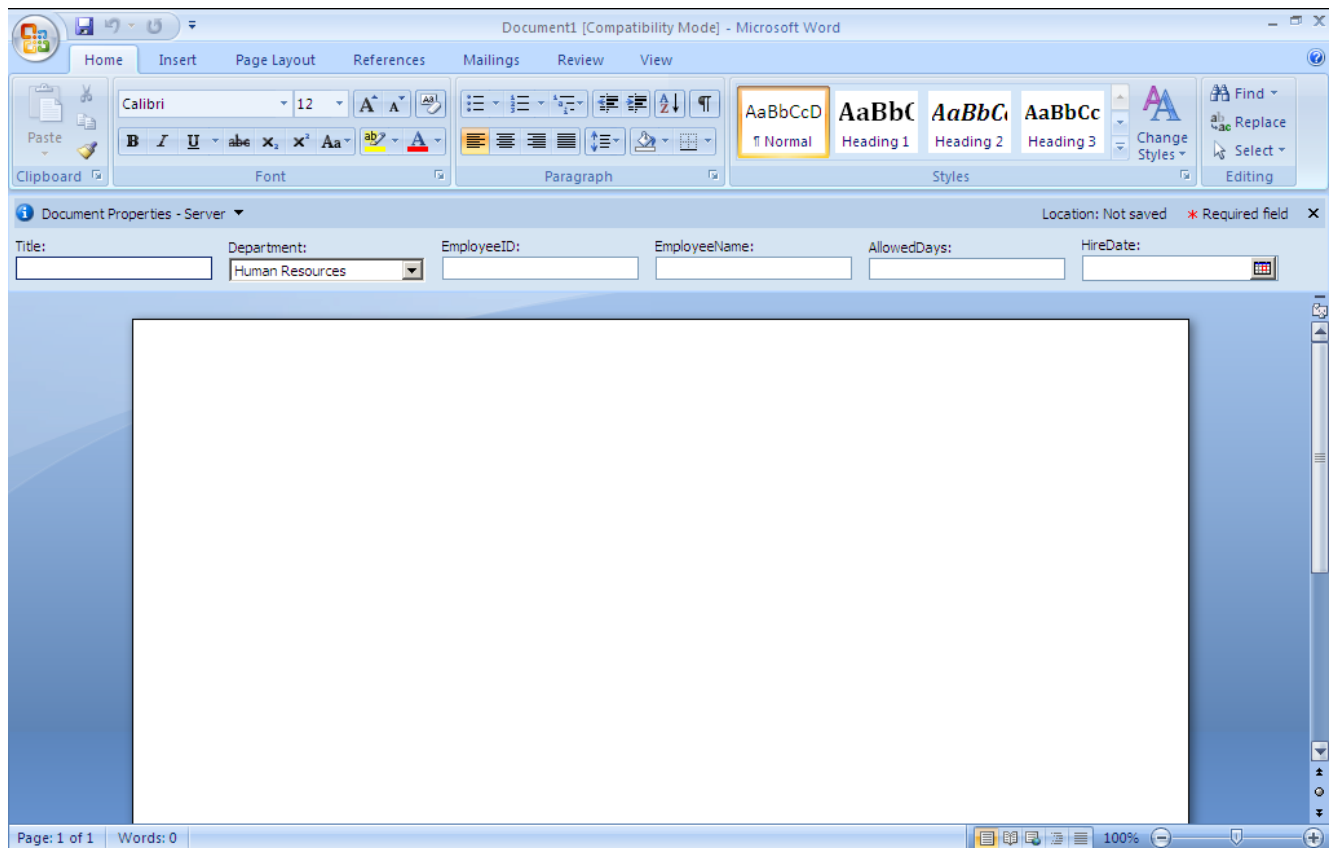 Document1 [Compatibility Mode] - Microsoft Word
Home Insert Page Layout References Mailings Review View
Calibri 12 A A Aa
AaBbCcD AaBb( AaBbC AaBbCc
Find
Replace
Select
Paste
B I U abe x₂ x² Aa ab A
¶ Normal Heading 1 Heading 2 Heading 3
Change Styles
Clipboard Font Paragraph Styles Editing
Document Properties - Server Location: Not saved * Required field X
Title: Department: EmployeeID: EmployeeName: AllowedDays: HireDate:
Human Resources
Page: 1 of 1 Words: 0 100%